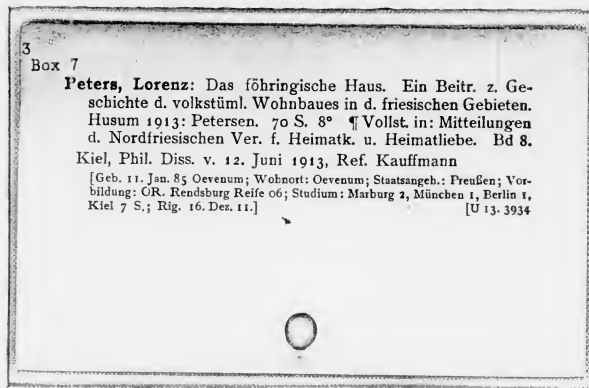 3
Box 7
Peters, Lorenz: Das föhringische Haus. Ein Beitr. z. Ge-
schichte d. volkstüml. Wohnbaues in d. friesischen Gebieten.
Husum 1913: Petersen. 70 S. 8° ¶ Vollst. in: Mitteilungen
d. Nordfriesischen Ver. f. Heimatk. u. Heimatliebe. Bd 8.
Kiel, Phil. Diss. v. 12. Juni 1913, Ref. Kauffmann
[Geb. 11. Jan. 85 Oevenum; Wohnort: Oevenum; Staatsangeh.: Preußen; Vor-
bildung: OR. Rendsburg Reife 06; Studium: Marburg 2, München 1, Berlin 1,
Kiel 7 S.; Rig. 16. Dez. 11.] [U 13. 3934